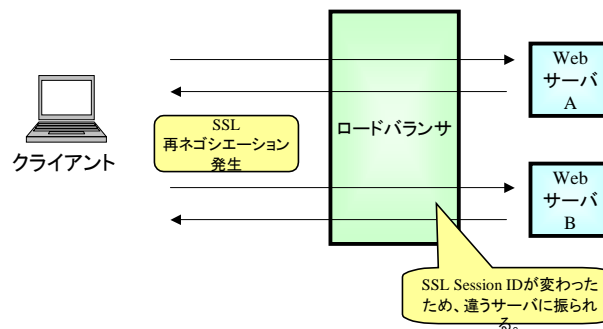 Web
サーバ
A
SSL
再ネゴシエーション
発生
ロードバランサ
クライアント
Web
サーバ
B
SSL Session IDが変わった
ため、違うサーバに振られ
る。